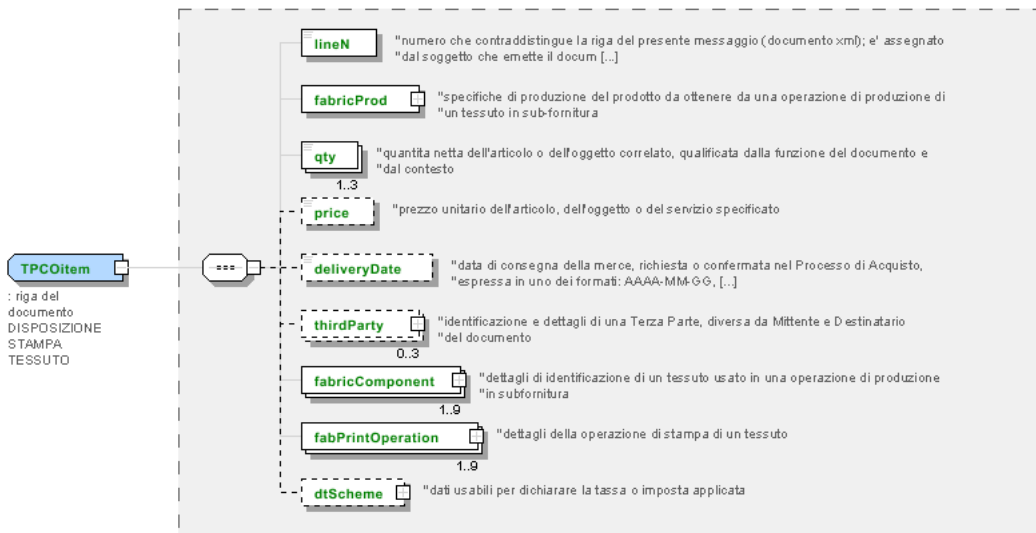 lineN
"numero che contraddistingue la riga del presente messaggio (documento xml); e' assegnato
"dal soggetto che emette il docum [...]
fabricProd
"specifiche di produzione del prodotto da ottenere da una operazione di produzione di
"un tessuto in sub-fornitura
qty
"quantita netta dell'articolo o dell'oggetto correlato, qualificata dalla funzione del documento e
"dal contesto
1..3
price
"prezzo unitario dell'articolo, dell'oggetto o del servizio specificato
TPCOitem
: riga del
documento
DISPOSIZIONE
STAMPA
TESSUTO
deliveryDate
"data di consegna della merce, richiesta o confermata nel Processo di Acquisto,
"espressa in uno dei formati: AAAA-MM-GG, [...]
thirdParty
"identificazione e dettagli di una Terza Parte, diversa da Mittente e Destinatario
"del documento
0..3
fabricComponent
"dettagli di identificazione di un tessuto usato in una operazione di produzione
"in subfornitura
1..9
fabPrintOperation
"dettagli della operazione di stampa di un tessuto
1..9
dtScheme
"dati usabili per dichiarare la tassa o imposta applicata